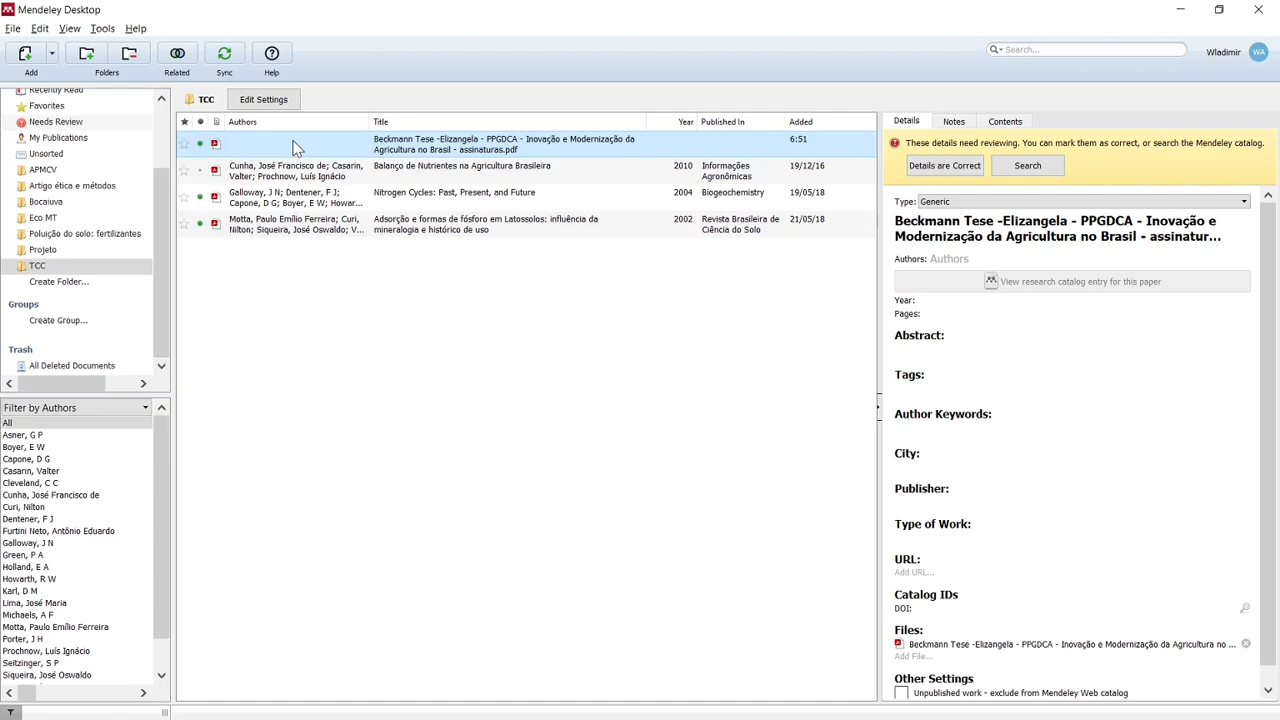 Mendeley Desktop
File Edit View Tools Help
Search...
Wladimir WA
Add Folders Related Sync Help
Recently Read
Favorites
Needs Review
My Publications
Unsorted
APMCV
Artigo ética e métodos
Bocaiuva
Eco MT
Poluição do solo: fertilizantes
Projeto
TCC
Create Folder...
Groups
Create Group...
Trash
All Deleted Documents
Filter by Authors
All
Asner, G P
Boyer, E W
Capone, D G
Casarin, Valter
Cleveland, C C
Cunha, José Francisco de
Curi, Nilton
Dentener, F J
Furtini Neto, Antônio Eduardo
Galloway, J N
Green, P A
Holland, E A
Howarth, R W
Karl, D M
Lima, José Maria
Michaels, A F
Motta, Paulo Emílio Ferreira
Porter, J H
Prochnow, Luís Ignácio
Seitzinger, S P
Siqueira, José Oswaldo
TCC Edit Settings
Authors Title Year Published In Added
Beckmann Tese -Elizangela - PPGDCA - Inovação e Modernização da 6:51
Agricultura no Brasil - assinaturas.pdf
Cunha, José Francisco de; Casarin, Balanço de Nutrientes na Agricultura Brasileira 2010 Informações 19/12/16
Valter; Prochnow, Luís Ignácio Agronômicas
Galloway, J N; Dentener, F J; Nitrogen Cycles: Past, Present, and Future 2004 Biogeochemistry 19/05/18
Capone, D G; Boyer, E W; Howar...
Motta, Paulo Emílio Ferreira; Curi, Adsorção e formas de fósforo em Latossolos: influência da 2002 Revista Brasileira de 21/05/18
Nilton; Siqueira, José Oswaldo; V... mineralogia e histórico de uso Ciência do Solo
Details Notes Contents
These details need reviewing. You can mark them as correct, or search the Mendeley catalog.
Details are Correct Search
Type: Generic
Beckmann Tese -Elizangela - PPGDCA - Inovação e
Modernização da Agricultura no Brasil - assinatur...
Authors: Authors
View research catalog entry for this paper
Year:
Pages:
Abstract:
Tags:
Author Keywords:
City:
Publisher:
Type of Work:
URL:
Add URL...
Catalog IDs
DOI:
Files:
Beckmann Tese -Elizangela - PPGDCA - Inovação e Modernização da Agricultura no ...
Add File...
Other Settings
Unpublished work - exclude from Mendeley Web catalog